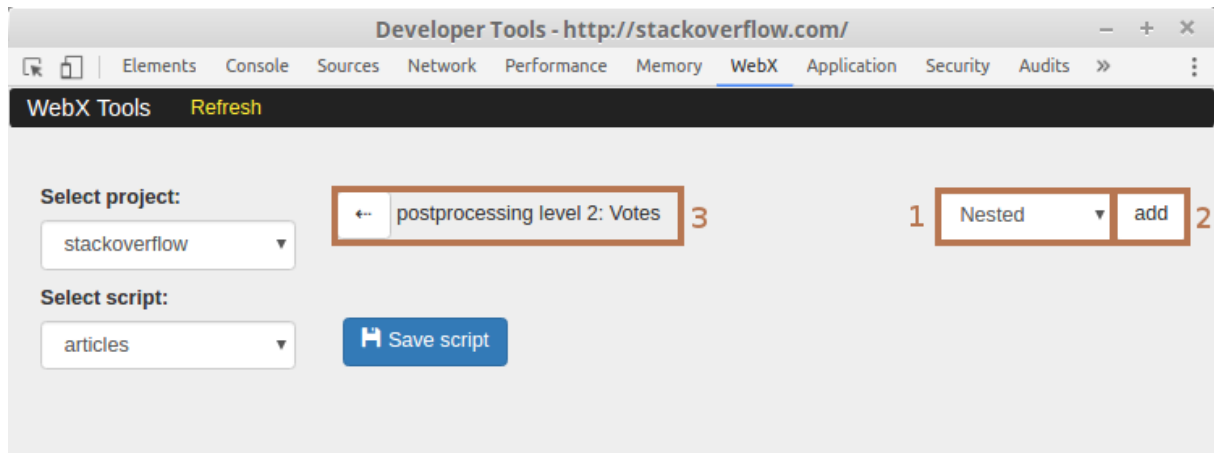 Developer Tools - http://stackoverflow.com/
Elements Console Sources Network Performance Memory WebX Application Security Audits »
WebX Tools Refresh
Select project:
stackoverflow
postprocessing level 2: Votes 3
1 Nested add 2
Select script:
articles
Save script